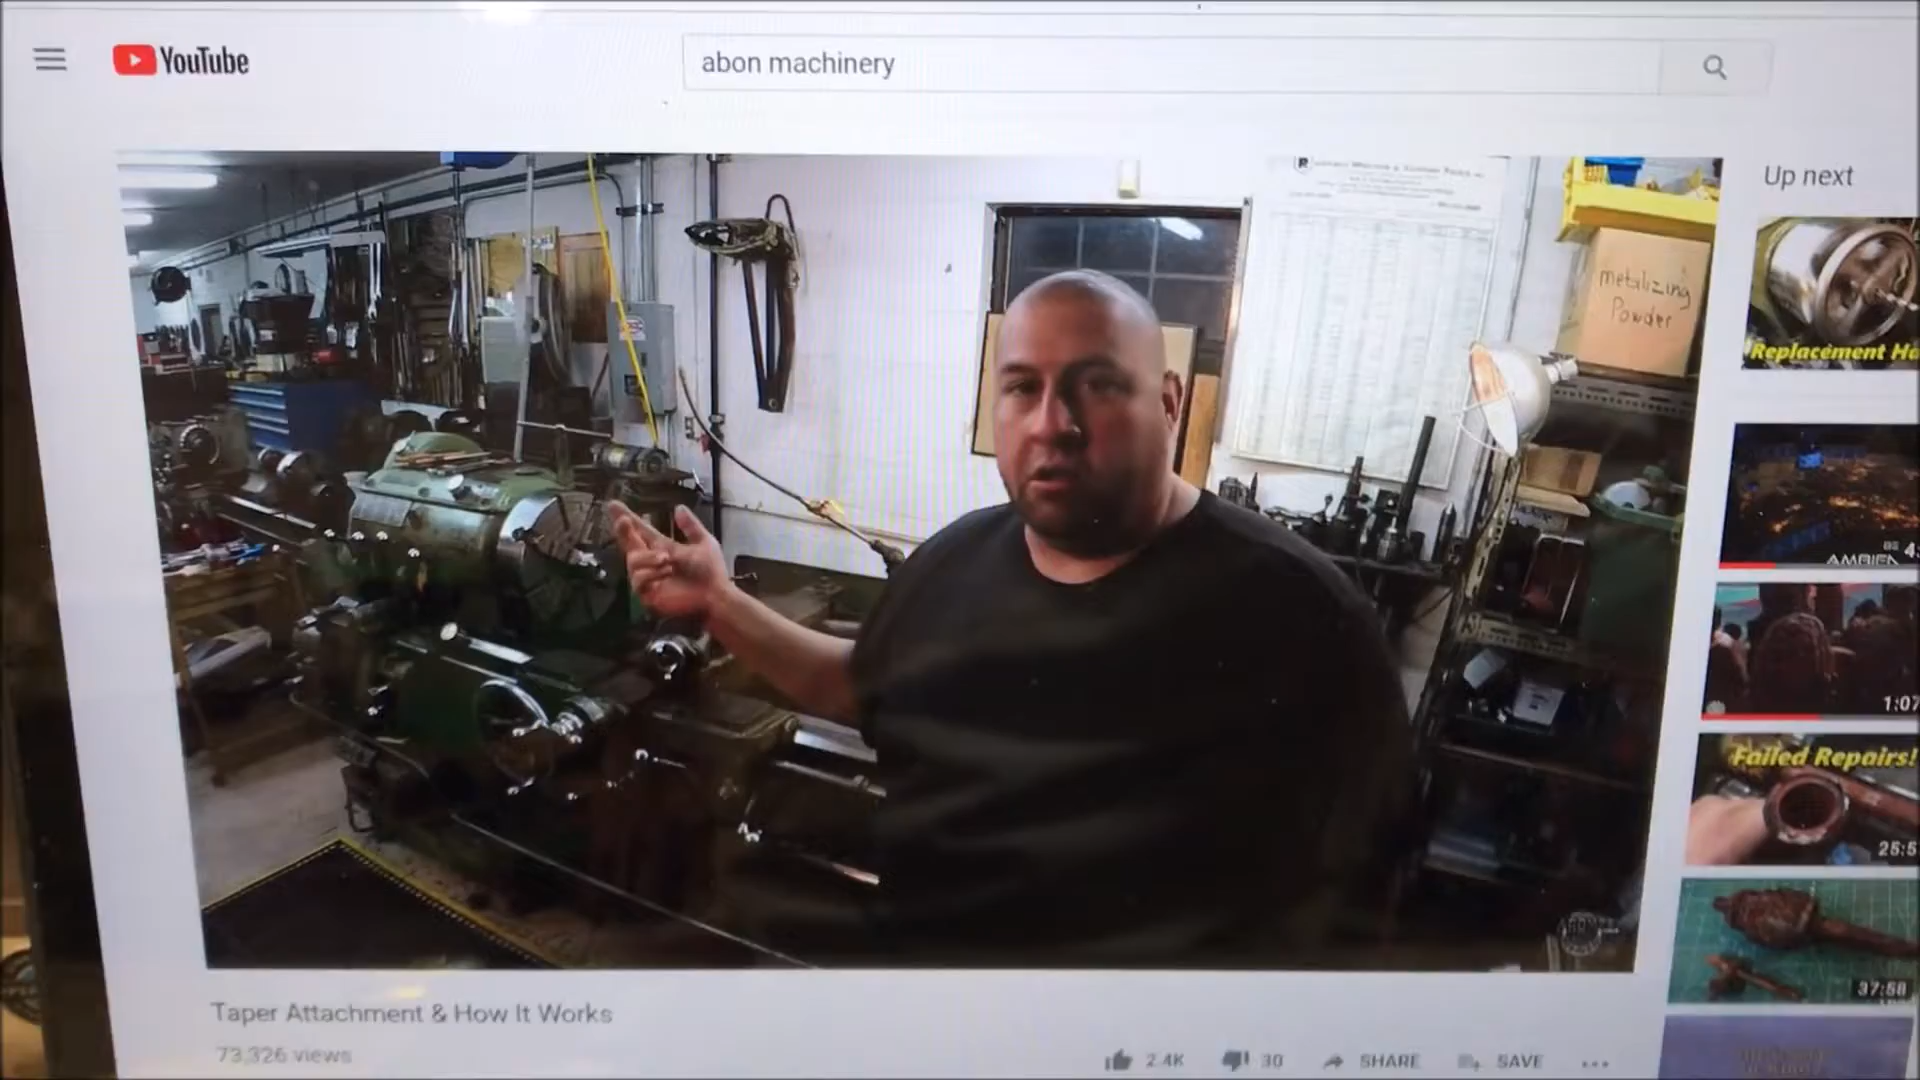 YouTube
abon machinery
Up next
metalizing
Powder
Replacement Ha
AMBIEN
1:07
Failed Repairs!
25:5
37:58
Taper Attachment & How It Works
73,326 views
2.4K
30
SHARE
SAVE